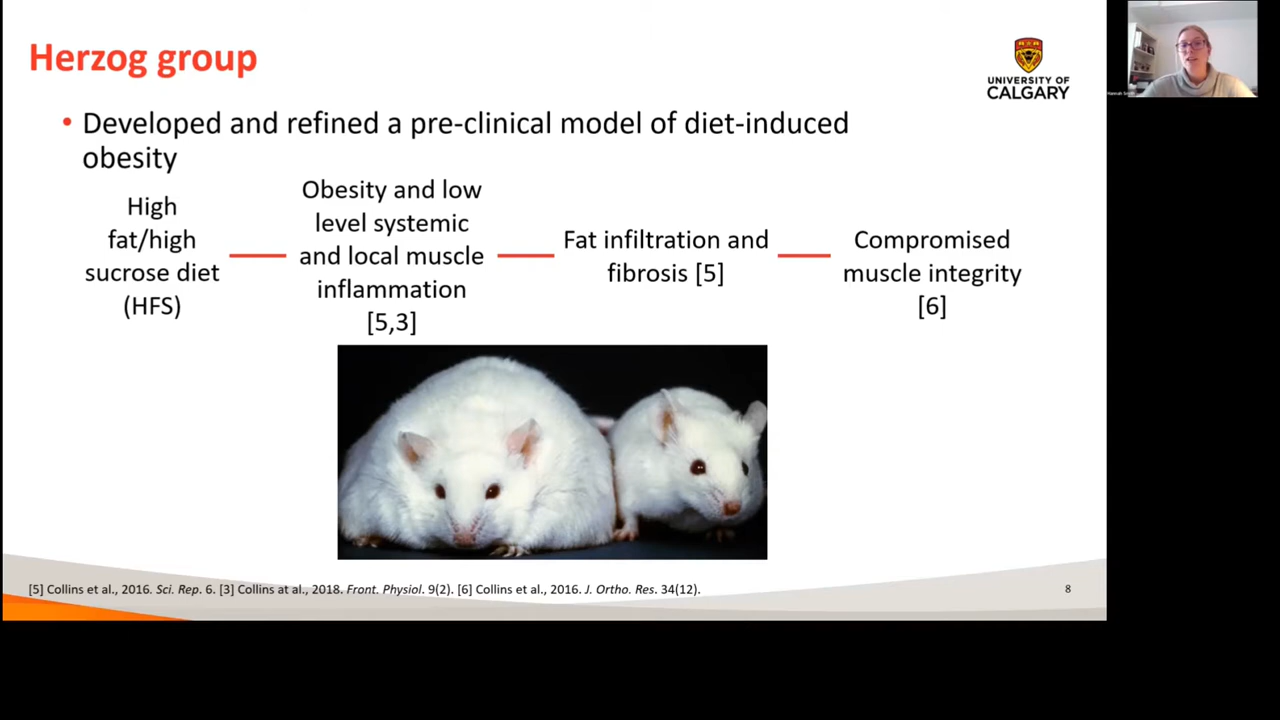 Herzog group
UNIVERSITY OF
CALGARY
• Developed and refined a pre-clinical model of diet-induced
obesity
High
fat/high
sucrose diet
(HFS)
Obesity and low
level systemic
and local muscle
inflammation
[5,3]
Fat infiltration and
fibrosis [5]
Compromised
muscle integrity
[6]
[5] Collins et al., 2016. Sci. Rep. 6. [3] Collins at al., 2018. Front. Physiol. 9(2). [6] Collins et al., 2016. J. Ortho. Res. 34(12).
8